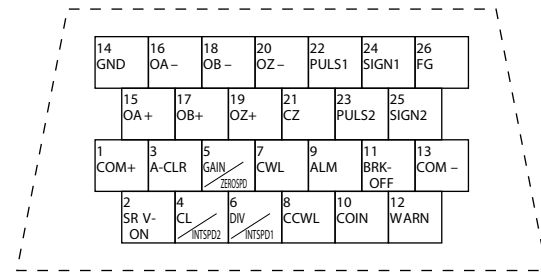 14 16 18 20 22 24 26
GND OA− OB − OZ − PULS1 SIGN1 FG
15 17 19 21 23 25
OA + OB+ OZ+ CZ PULS2 SIGN2
1 3 5 7 9 11 13
COM+ A-CLR GAIN CWL ALM BRK- COM −
ZEROSPD OFF
2 4 6 8 10 12
SR V- CL DIV CCWL COIN WARN
ON INTSPD2 INTSPD1